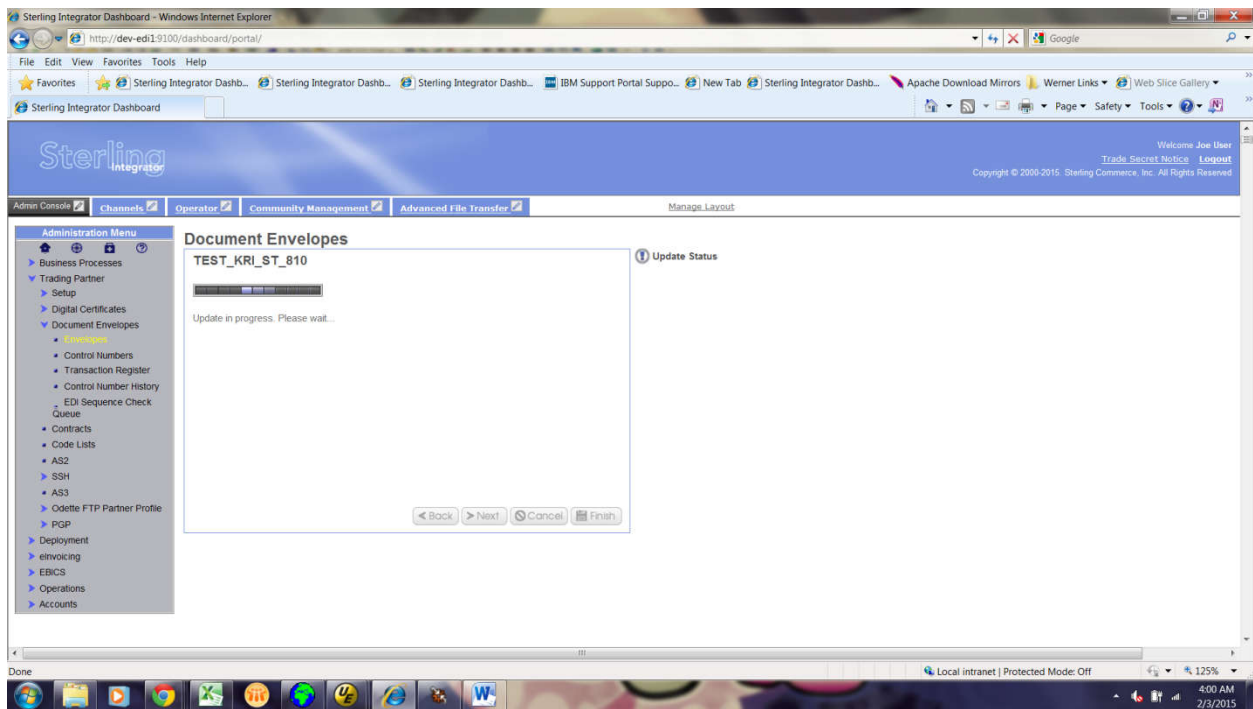 Sterling Integrator Dashboard - Windows Internet Explorer
http://dev-edi1:9100/dashboard/portal/
Google
File Edit View Favorites Tools Help
Favorites Sterling Integrator Dashb... Sterling Integrator Dashb... Sterling Integrator Dashb... IBM Support Portal Suppo... New Tab Sterling Integrator Dashb... Apache Download Mirrors Werner Links Web Slice Gallery
Sterling Integrator Dashboard
Page Safety Tools
Sterling
Integrator
Welcome Joe User
Trade Secret Notice Logout
Copyright © 2000-2015. Sterling Commerce, Inc. All Rights Reserved
Admin Console Channels Operator Community Management Advanced File Transfer Manage Layout
Administration Menu
Business Processes
Trading Partner
Setup
Digital Certificates
Document Envelopes
Envelopes
Control Numbers
Transaction Register
Control Number History
EDI Sequence Check
Queue
Contracts
Code Lists
AS2
SSH
AS3
Odette FTP Partner Profile
PGP
Deployment
eInvoicing
EBICS
Operations
Accounts
Document Envelopes
TEST_KRI_ST_810
Update in progress. Please wait...
Back Next Cancel Finish
Update Status
Done
Local intranet | Protected Mode: Off
125%
4:00 AM
2/3/2015